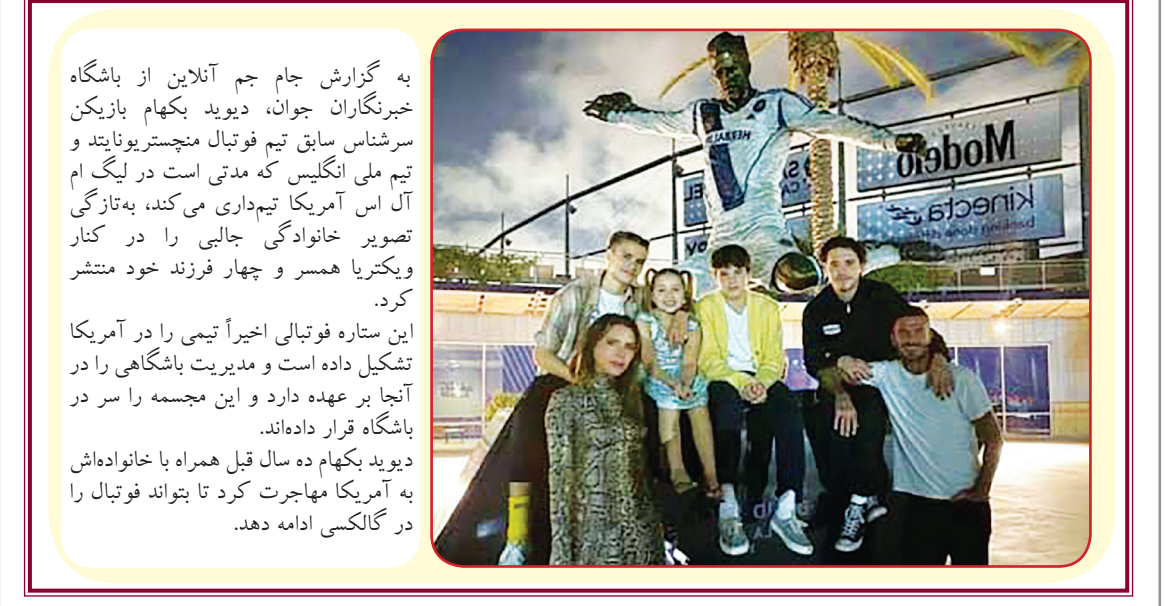 به گزارش جام جم آنلاین از باشگاه
خبرنگاران جوان، دیوید بکهام بازیکن
سرشناس سابق تیم فوتبال منچستریونایتد و
تیم ملی انگلیس که مدتی است در لیگ ام
آل اس آمریکا تیم‌داری می‌کند، به‌تازگی
تصویر خانوادگی جالبی را در کنار
ویکتریا همسر و چهار فرزند خود منتشر
کرد.
این ستاره فوتبالی اخیراً تیمی را در آمریکا
تشکیل داده است و مدیریت باشگاهی را در
آنجا بر عهده دارد و این مجسمه را سر در
باشگاه قرار داده‌اند.
دیوید بکهام ده سال قبل همراه با خانواده‌اش
به آمریکا مهاجرت کرد تا بتواند فوتبال را
در گالکسی ادامه دهد.
Modelo
kinecta
HERBAL